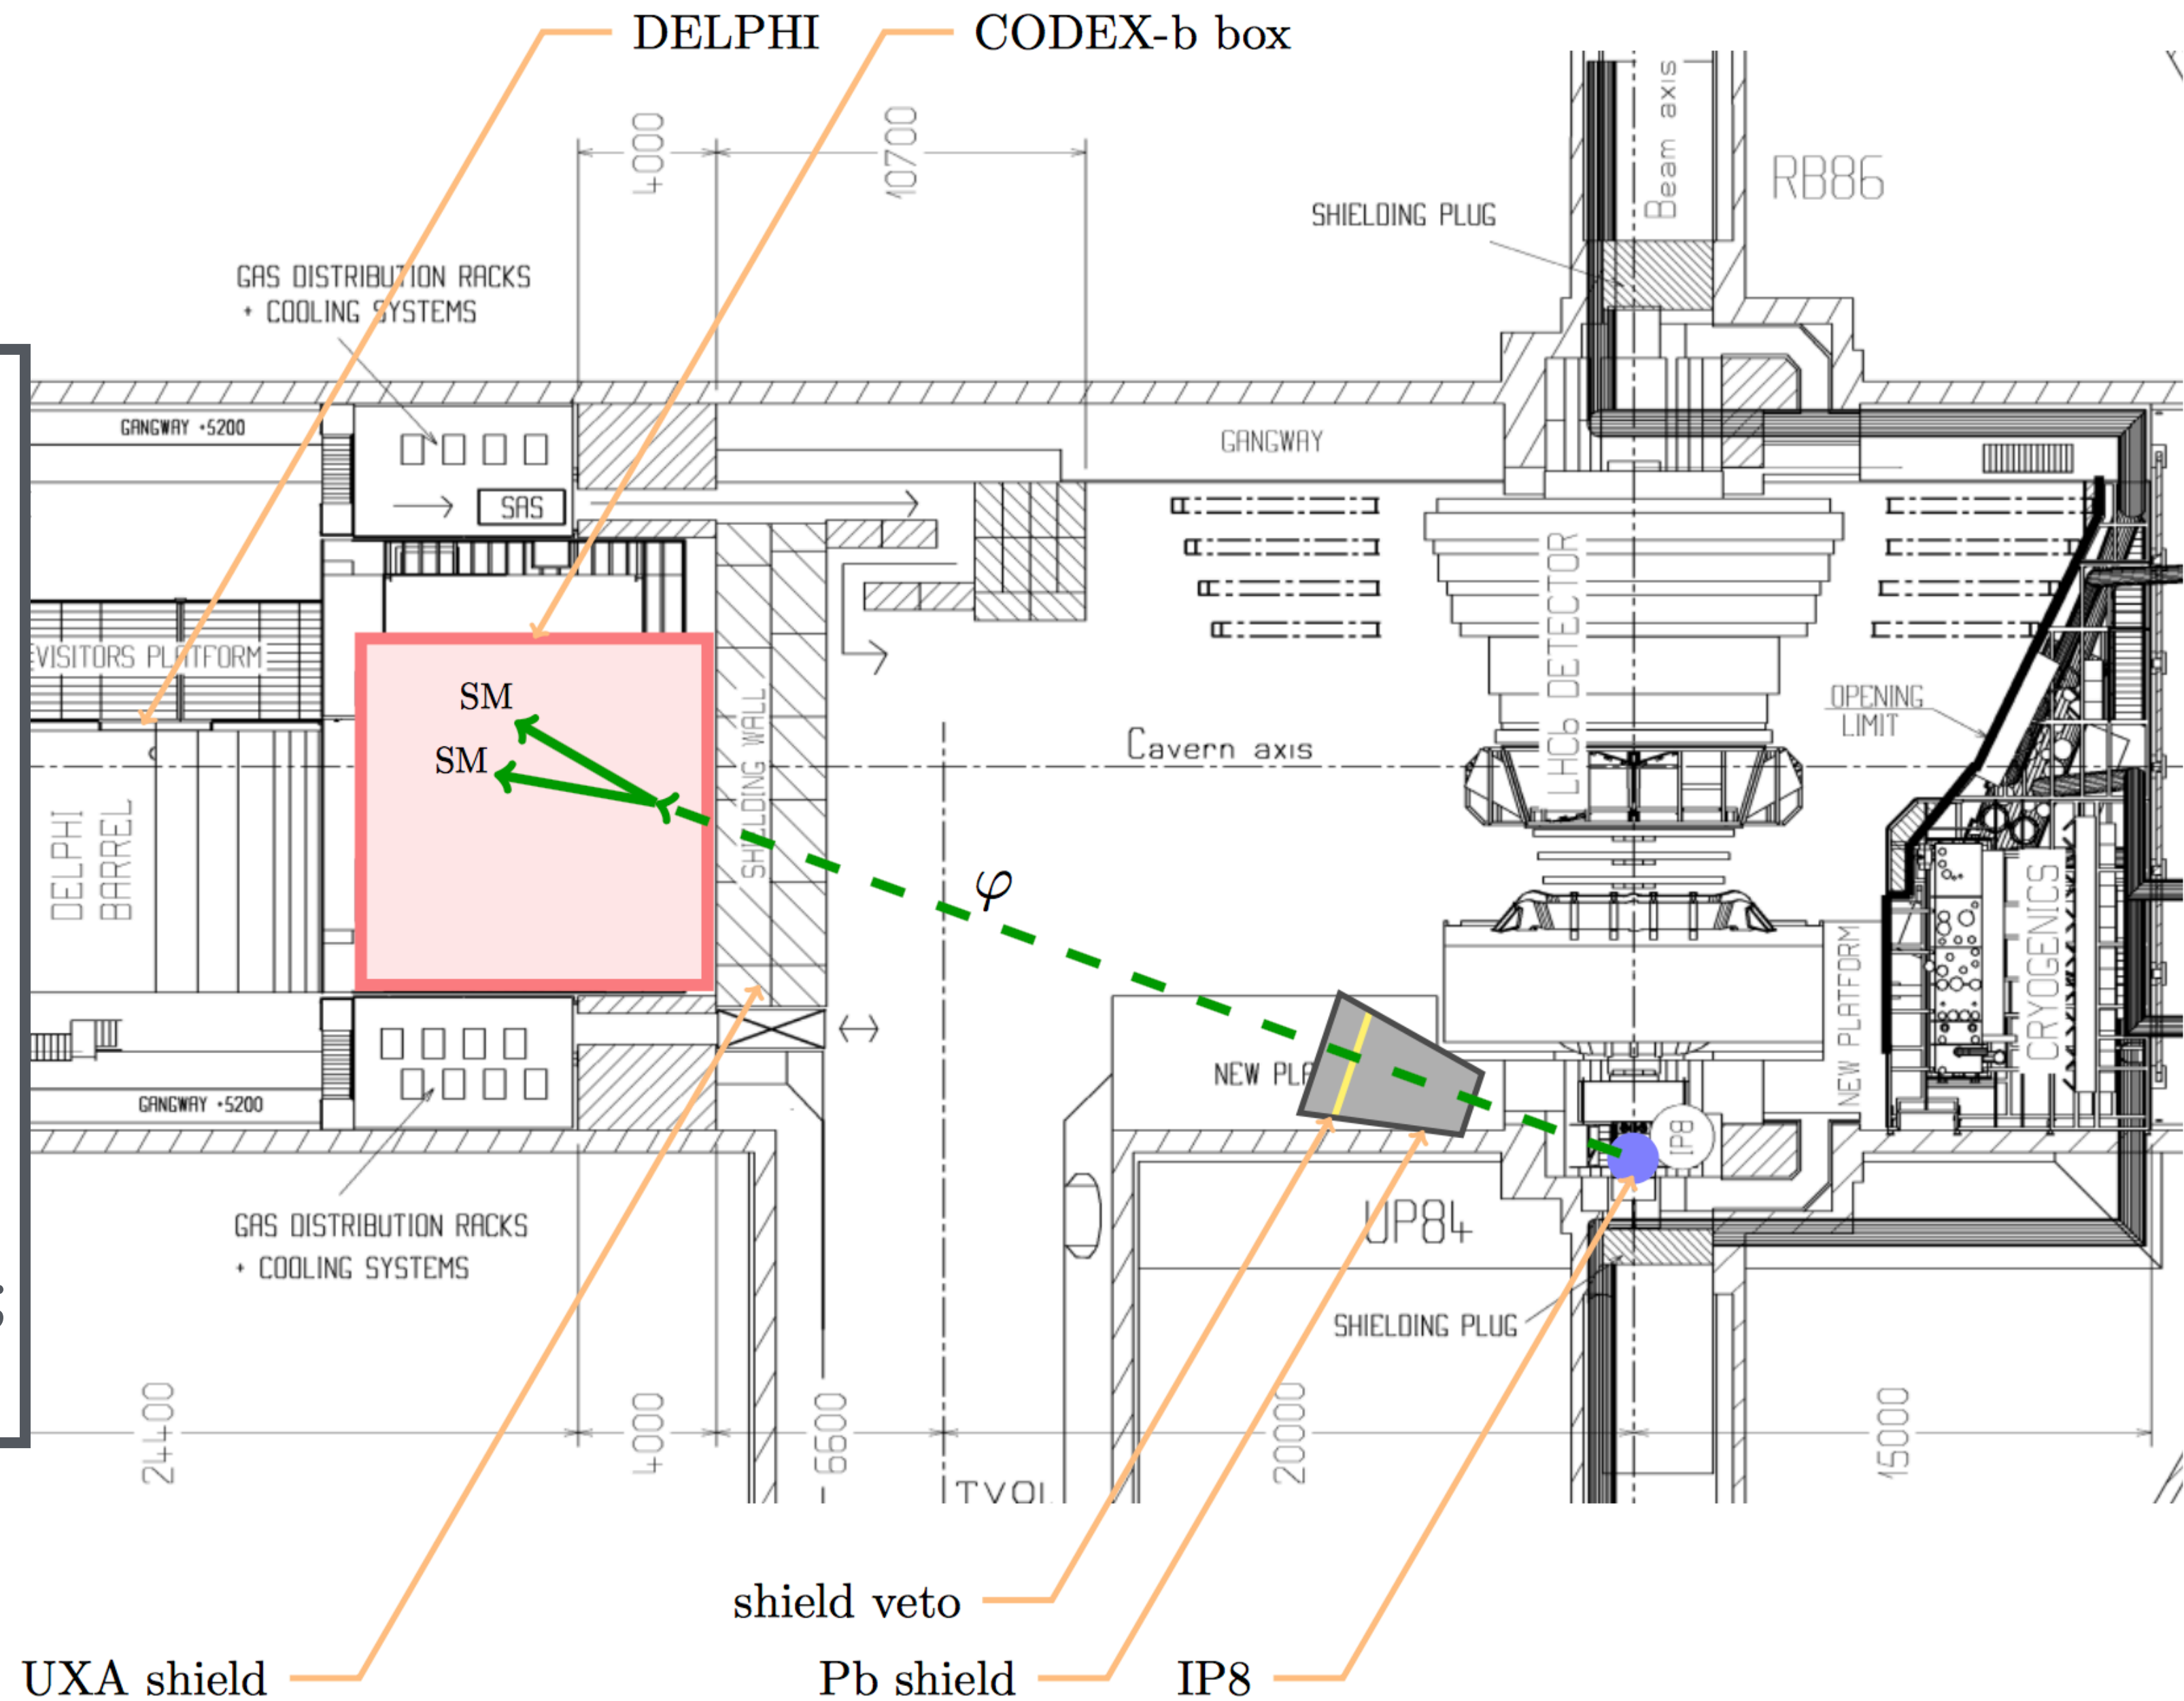 DELPHI
CODEX-b box
4000
10700
Beam axis
RB86
SHIELDING PLUG
GAS DISTRIBUTION RACKS
+ COOLING SYSTEMS
GANGWAY +5200
GANGWAY
SAS
VISITORS PLATFORM
SM
SM
SHIELDING WALL
LHCb DETECTOR
OPENING
LIMIT
Cavern axis
DELPHI
BARREL
φ
NEW PLA
NEW PLATFORM
CRYOGENICS
IP8
GANGWAY +5200
UP84
GAS DISTRIBUTION RACKS
+ COOLING SYSTEMS
SHIELDING PLUG
24400
4000
6600
20000
15000
shield veto
UXA shield
Pb shield
IP8